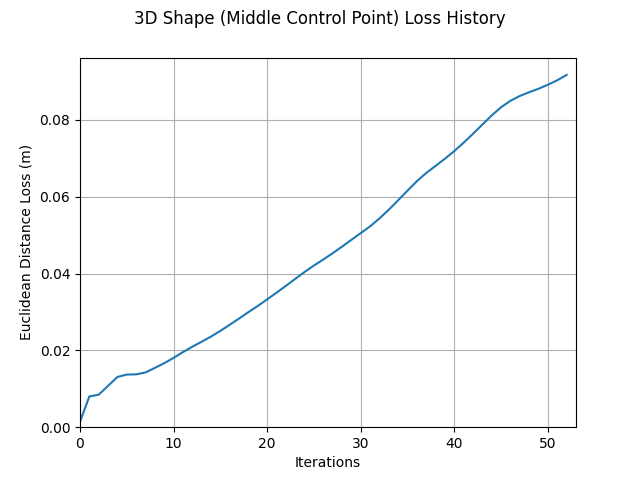 3D Shape (Middle Control Point) Loss History
Euclidean Distance Loss (m)
0.08
0.06
0.04
0.02
0.00
0 10 20 30 40 50
Iterations